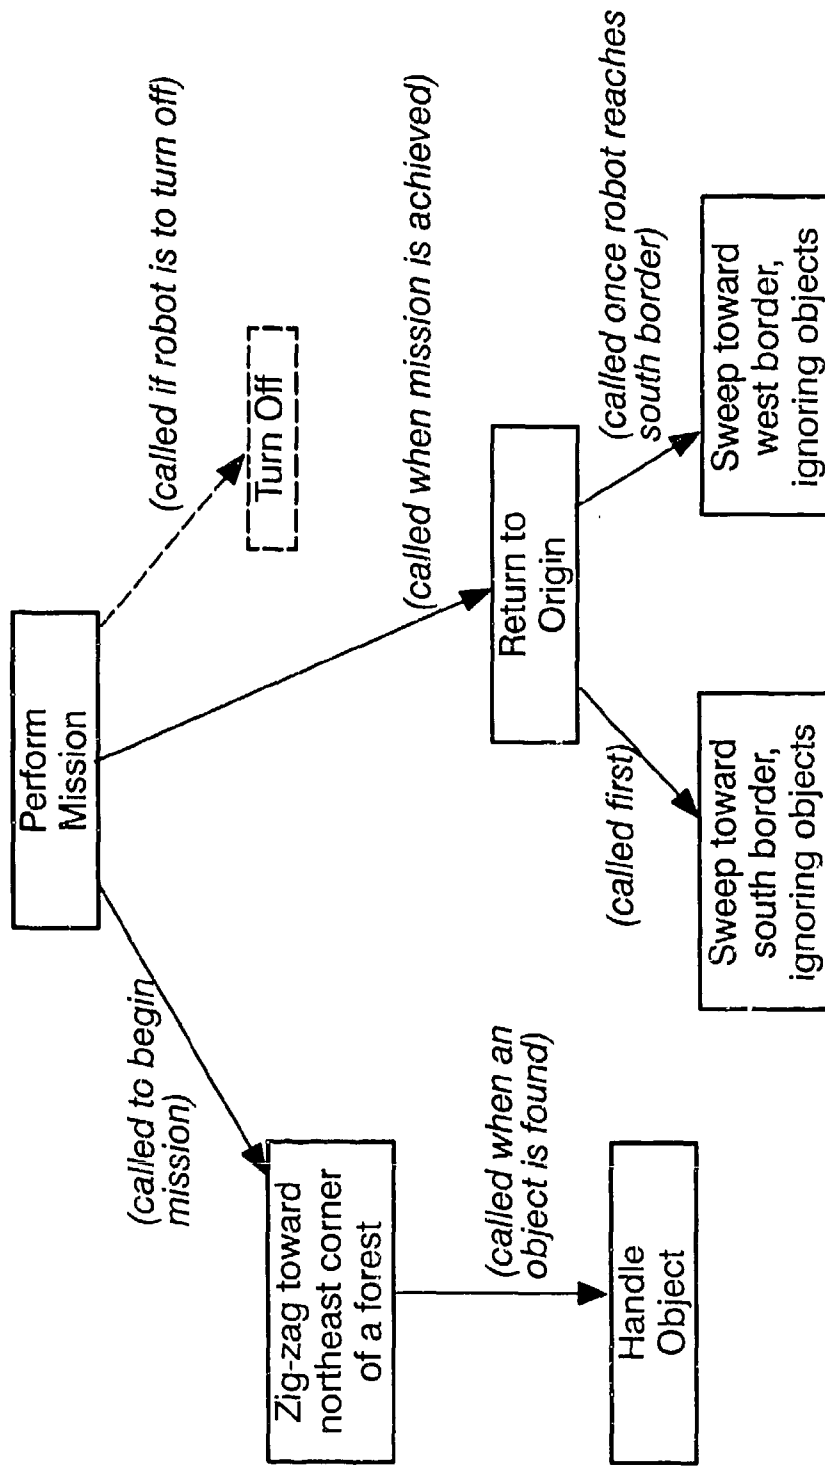 Perform
Mission
(called to begin
mission)
(called if robot is to turn off)
Turn Off
Zig-zag toward
northeast corner
of a forest
(called when mission is achieved)
(called when an
object is found)
Return to
Origin
Handle
Object
(called first)
(called once robot reaches
south border)
Sweep toward
south border,
ignoring objects
Sweep toward
west border,
ignoring objects